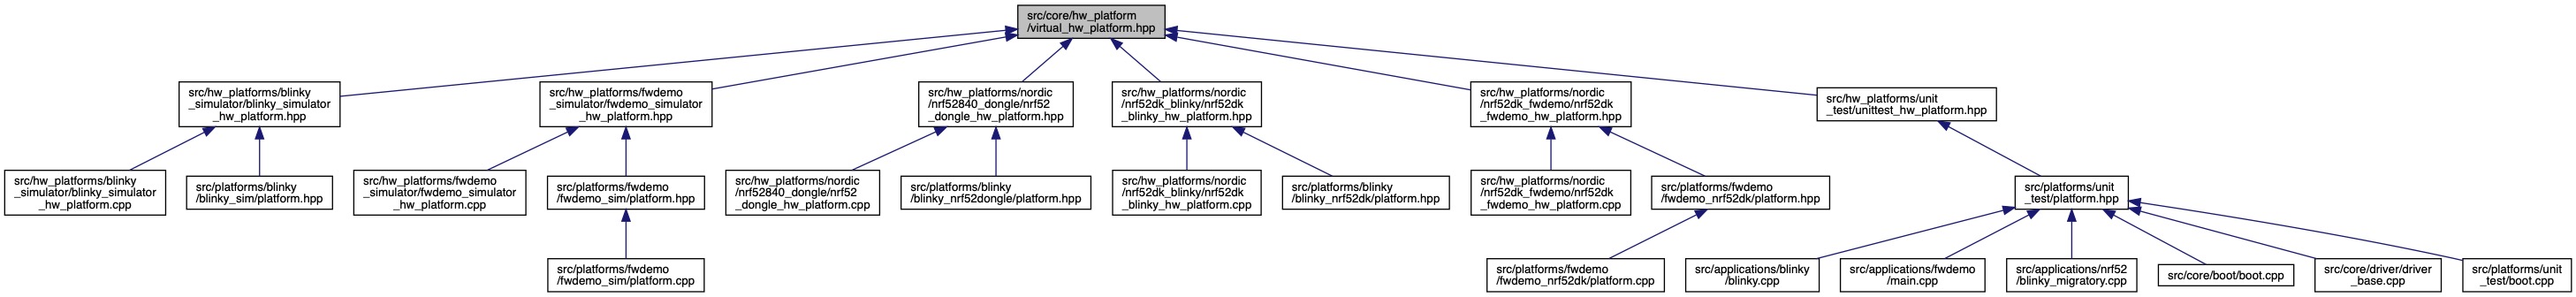 src/core/hw_platform
/virtual_hw_platform.hpp
src/hw_platforms/blinky
_simulator/blinky_simulator
_hw_platform.hpp
src/hw_platforms/fwdemo
_simulator/fwdemo_simulator
_hw_platform.hpp
src/hw_platforms/nordic
/nrf52840_dongle/nrf52
_dongle_hw_platform.hpp
src/hw_platforms/nordic
/nrf52dk_blinky/nrf52dk
_blinky_hw_platform.hpp
src/hw_platforms/nordic
/nrf52dk_fwdemo/nrf52dk
_fwdemo_hw_platform.hpp
src/hw_platforms/unit
_test/unittest_hw_platform.hpp
src/hw_platforms/blinky
_simulator/blinky_simulator
_hw_platform.cpp
src/platforms/blinky
/blinky_sim/platform.hpp
src/hw_platforms/fwdemo
_simulator/fwdemo_simulator
_hw_platform.cpp
src/platforms/fwdemo
/fwdemo_sim/platform.hpp
src/hw_platforms/nordic
/nrf52840_dongle/nrf52
_dongle_hw_platform.cpp
src/platforms/blinky
/blinky_nrf52dongle/platform.hpp
src/hw_platforms/nordic
/nrf52dk_blinky/nrf52dk
_blinky_hw_platform.cpp
src/platforms/blinky
/blinky_nrf52dk/platform.hpp
src/hw_platforms/nordic
/nrf52dk_fwdemo/nrf52dk
_fwdemo_hw_platform.cpp
src/platforms/fwdemo
/fwdemo_nrf52dk/platform.hpp
src/platforms/unit
_test/platform.hpp
src/platforms/fwdemo
/fwdemo_sim/platform.cpp
src/platforms/fwdemo
/fwdemo_nrf52dk/platform.cpp
src/applications/blinky
/blinky.cpp
src/applications/fwdemo
/main.cpp
src/applications/nrf52
/blinky_migratory.cpp
src/core/boot/boot.cpp
src/core/driver/driver
_base.cpp
src/platforms/unit
_test/boot.cpp